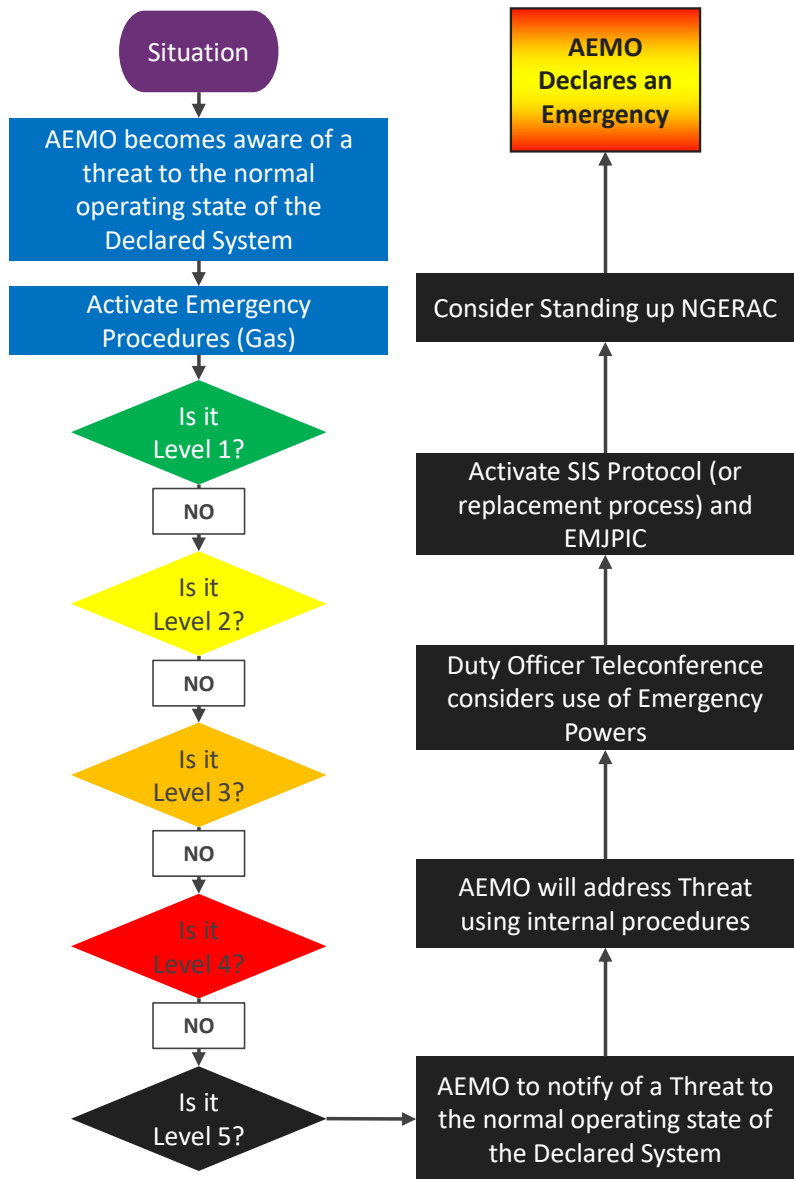 Situation
AEMO becomes aware of a
threat to the normal
operating state of the
Declared System
Activate Emergency
Procedures (Gas)
Is it
Level 1?
NO
Is it
Level 2?
NO
Is it
Level 3?
NO
Is it
Level 4?
NO
Is it
Level 5?
AEMO to notify of a Threat to
the normal operating state of
the Declared System
AEMO will address Threat
using internal procedures
Duty Officer Teleconference
considers use of Emergency
Powers
Activate SIS Protocol (or
replacement process) and
EMJPIC
Consider Standing up NGERAC
AEMO
Declares an
Emergency